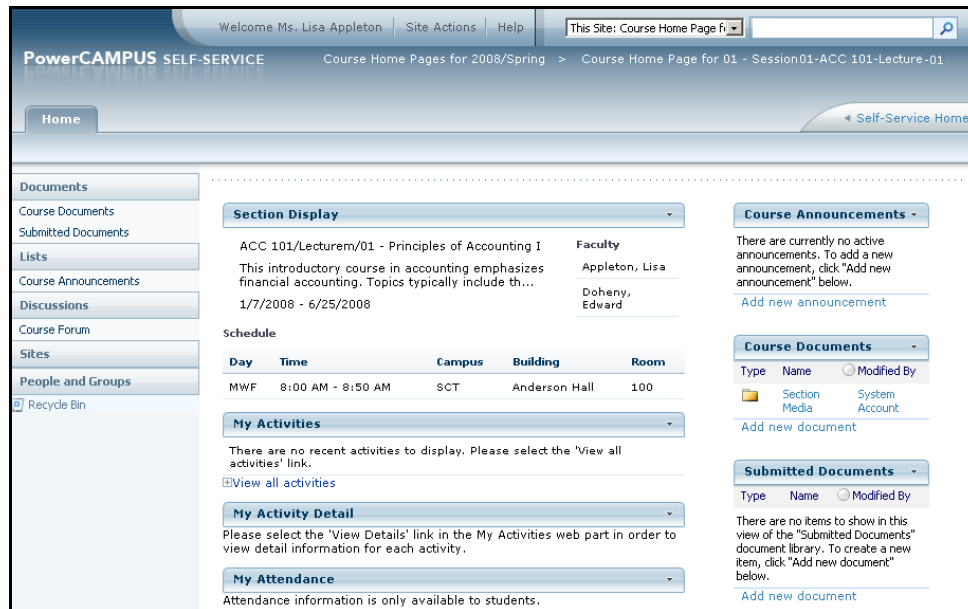 Welcome Ms. Lisa Appleton Site Actions Help This Site: Course Home Page f
PowerCAMPUS SELF-SERVICE Course Home Pages for 2008/Spring > Course Home Page for 01 - Session01-ACC 101-Lecture-01
Home
Self-Service Home
Documents
Course Documents
Submitted Documents
Lists
Course Announcements
Discussions
Course Forum
Sites
People and Groups
Recycle Bin
Section Display
ACC 101/Lecturem/01 - Principles of Accounting I
This introductory course in accounting emphasizes
financial accounting. Topics typically include th...
1/7/2008 - 6/25/2008
Faculty
Appleton, Lisa
Doheny,
Edward
Schedule
Day Time Campus Building Room
MWF 8:00 AM - 8:50 AM SCT Anderson Hall 100
My Activities
There are no recent activities to display. Please select the 'View all
activities' link.
View all activities
My Activity Detail
Please select the 'View Details' link in the My Activities web part in order to
view detail information for each activity.
My Attendance
Attendance information is only available to students.
Course Announcements
There are currently no active
announcements. To add a new
announcement, click "Add new
announcement" below.
Add new announcement
Course Documents
Type Name Modified By
Section System
Media Account
Add new document
Submitted Documents
Type Name Modified By
There are no items to show in this
view of the "Submitted Documents"
document library. To create a new
item, click "Add new document"
below.
Add new document